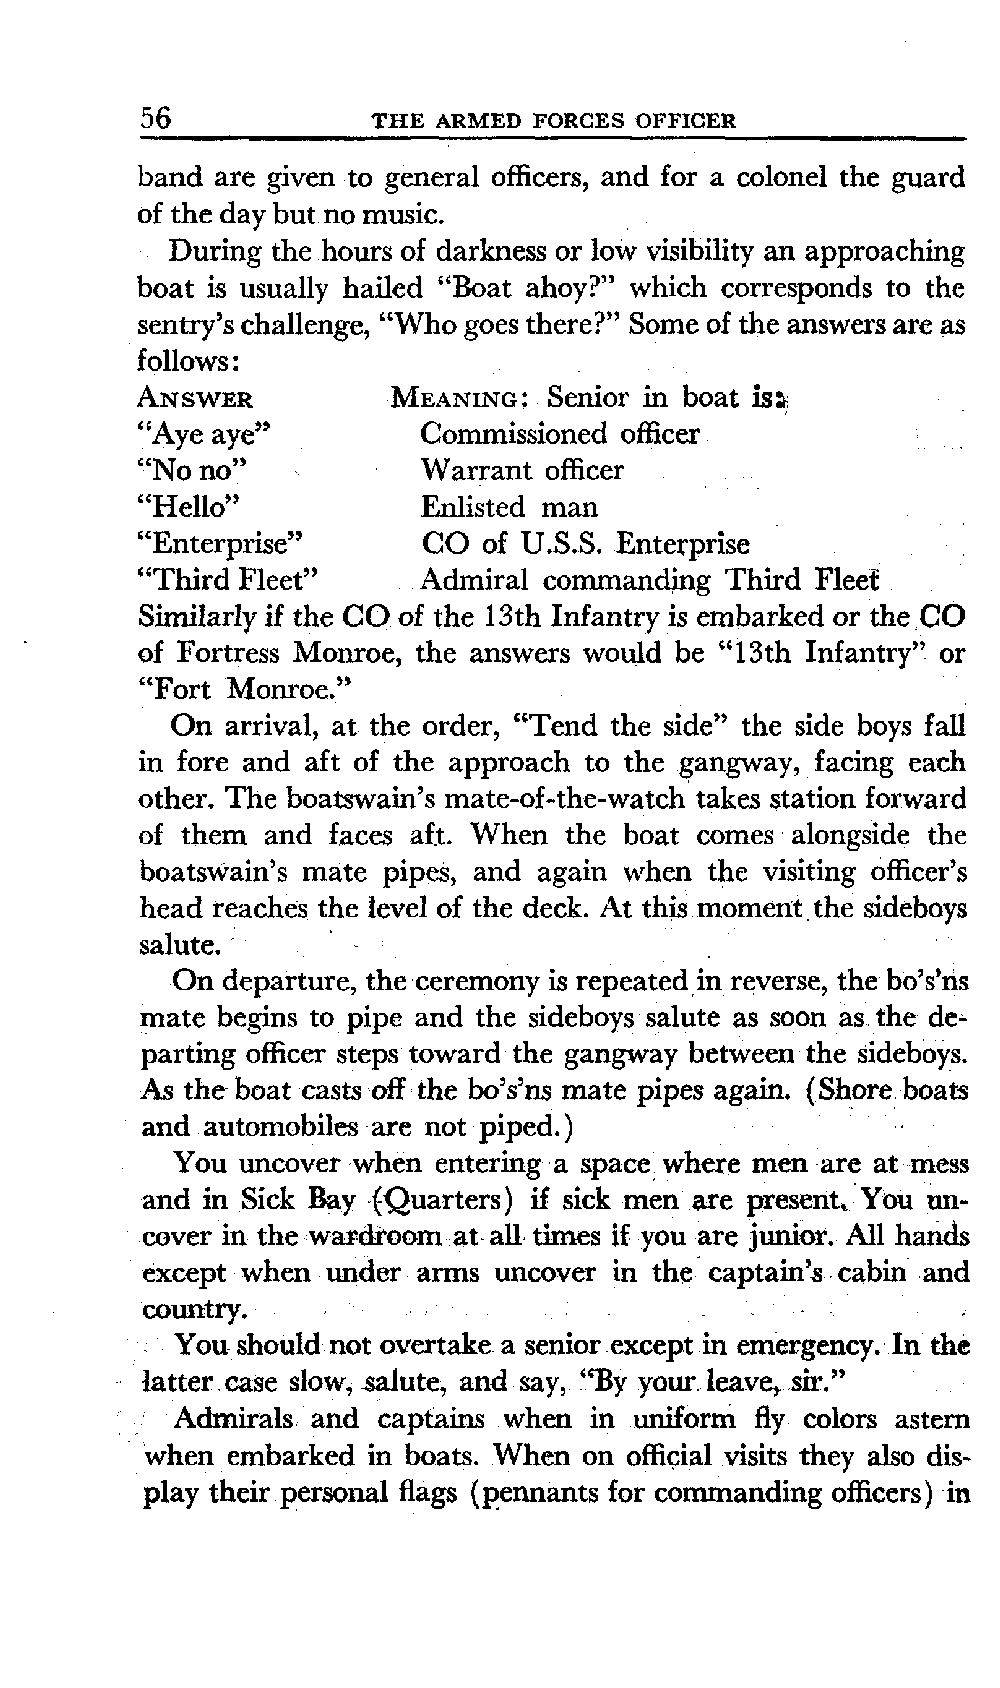 56 THE ARMED FORCES OFFICER
band are given to general officers, and for a colonel the guard
of the day but no music.
During the hours of darkness or low visibility an approaching
boat is usually hailed “Boat ahoy?” which corresponds to the
sentry’s challenge, “Who goes there?” Some of the answers are as
follows:
ANSWER MEANING: Senior in boat is:
“Aye aye” Commissioned officer
“No no” Warrant officer
“Hello” Enlisted man
“Enterprise” CO of U.S.S. Enterprise
“Third Fleet” Admiral commanding Third Fleet
Similarly if the CO of the 13th Infantry is embarked or the CO
of Fortress Monroe, the answers would be “13th Infantry” or
“Fort Monroe.”
On arrival, at the order, “Tend the side” the side boys fall
in fore and aft of the approach to the gangway, facing each
other. The boatswain’s mate-of-the-watch takes station forward
of them and faces aft. When the boat comes alongside the
boatswain’s mate pipes, and again when the visiting officer’s
head reaches the level of the deck. At this moment the sideboys
salute.
On departure, the ceremony is repeated in reverse, the bo’s’ns
mate begins to pipe and the sideboys salute as soon as the de-
parting officer steps toward the gangway between the sideboys.
As the boat casts off the bo’s’ns mate pipes again. (Shore boats
and automobiles are not piped.)
You uncover when entering a space where men are at mess
and in Sick Bay (Quarters) if sick men are present. You un-
cover in the wardroom at all times if you are junior. All hands
except when under arms uncover in the captain’s cabin and
country.
You should not overtake a senior except in emergency. In the
latter case slow, salute, and say, “By your leave, sir.”
Admirals and captains when in uniform fly colors astern
when embarked in boats. When on official visits they also dis-
play their personal flags (pennants for commanding officers) in